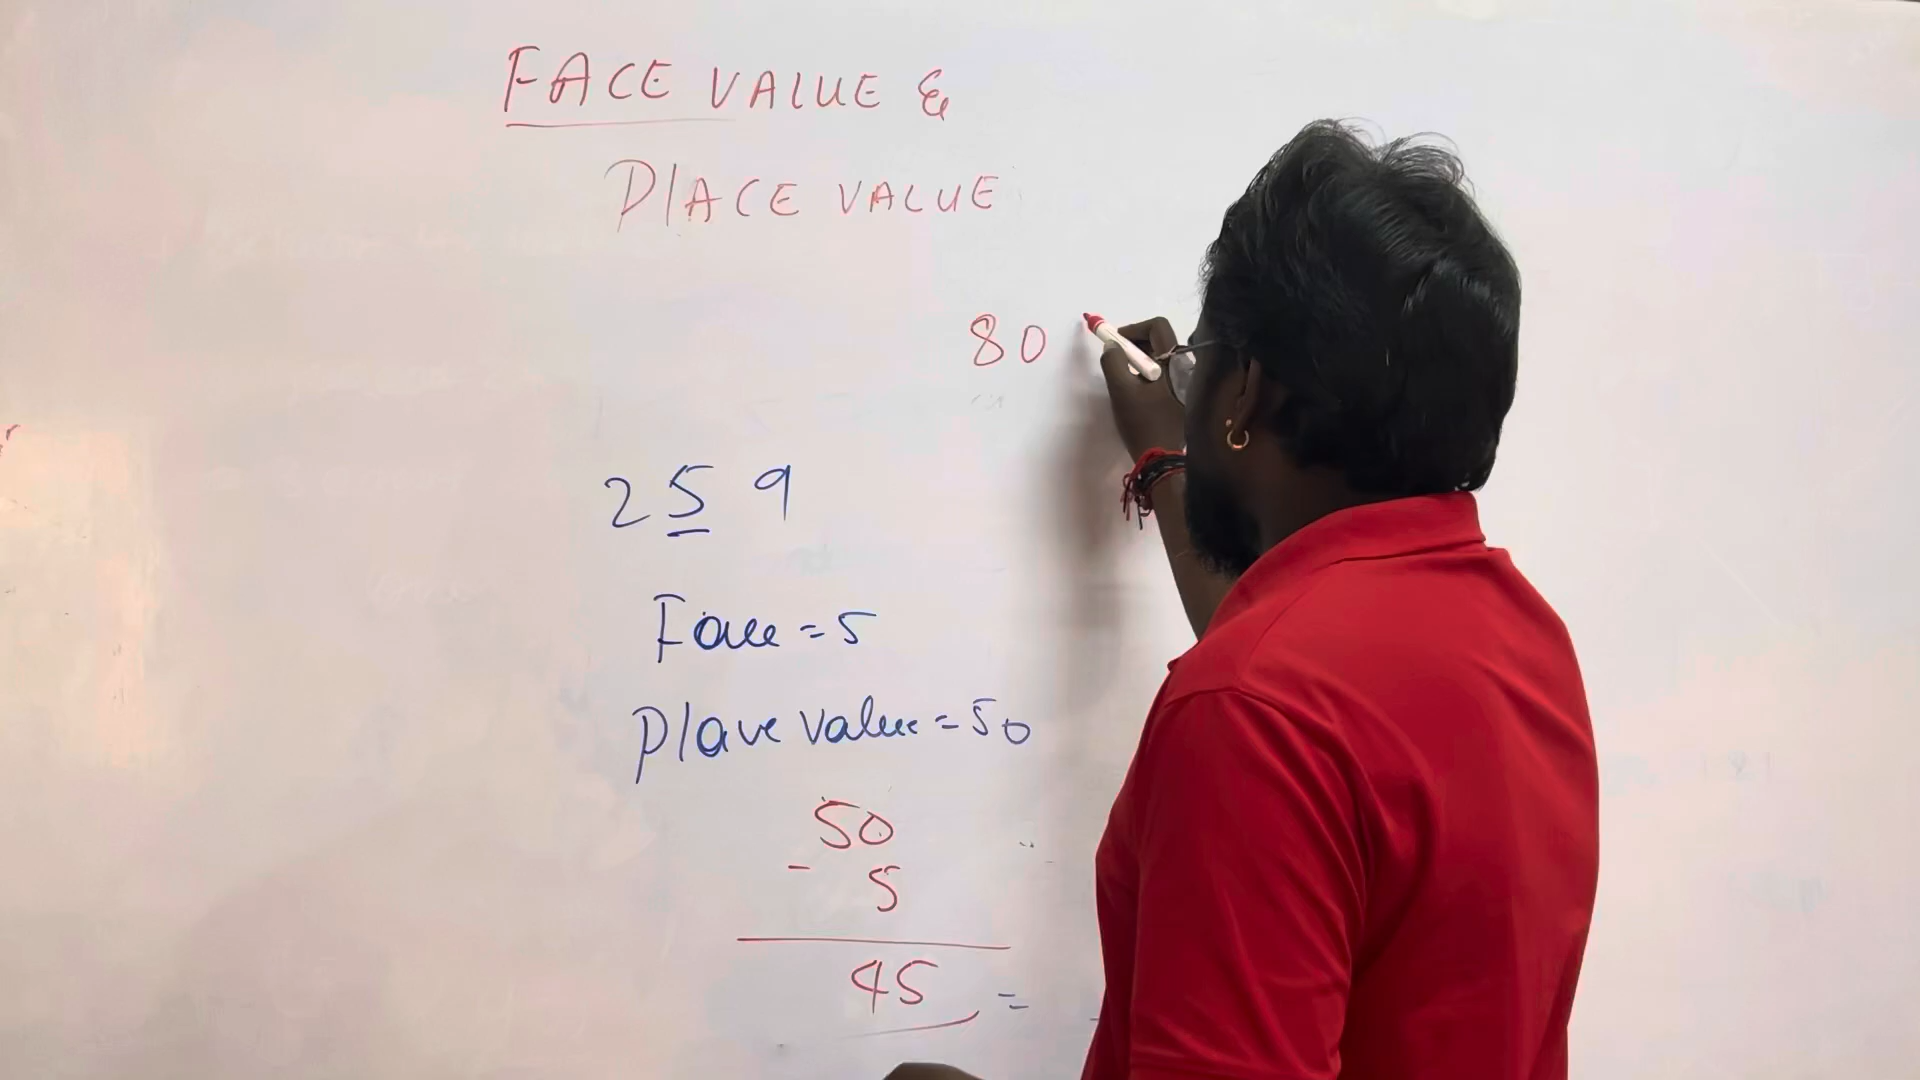 FACE VALUE &
PLACE VALUE
80
259
Face = 5
Place value = 50
50
- 5
45 =